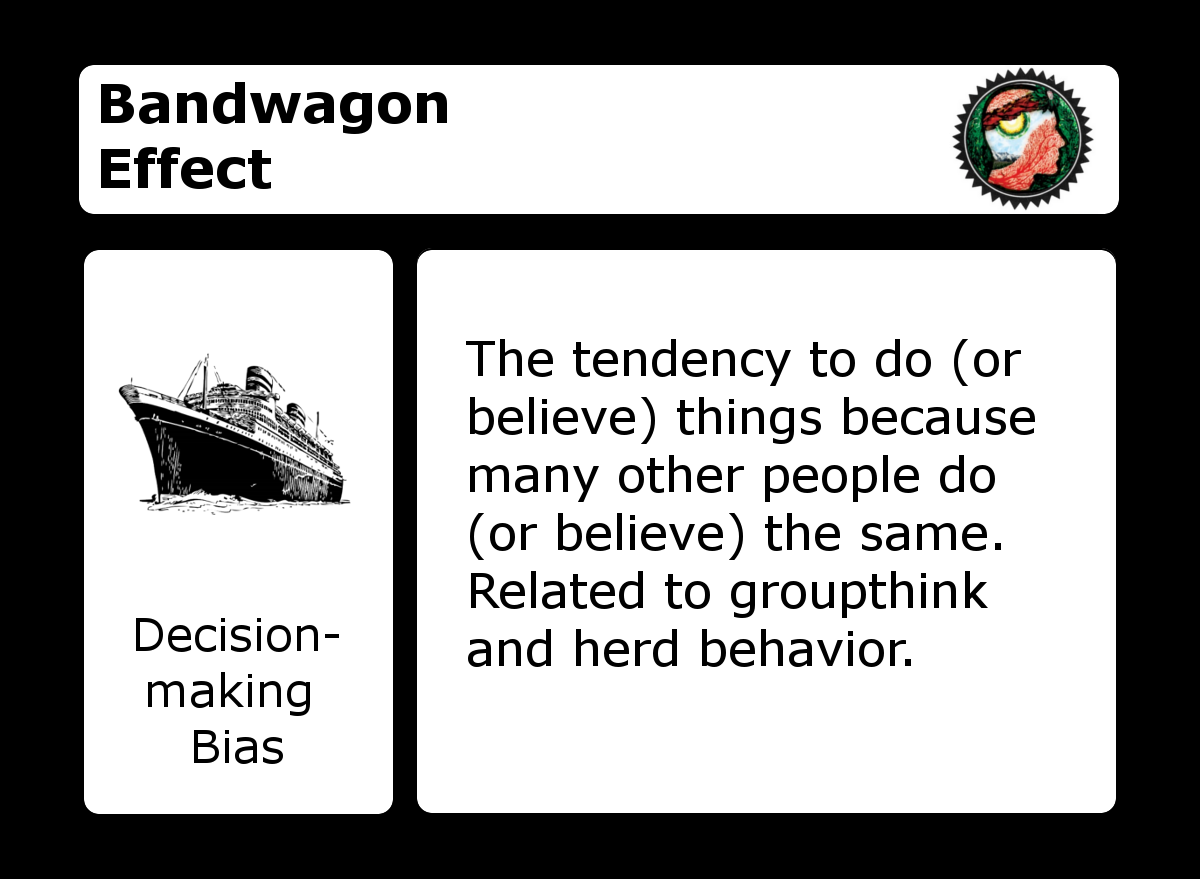 Bandwagon
Effect
Decision-
making
Bias
The tendency to do (or
believe) things because
many other people do
(or believe) the same.
Related to groupthink
and herd behavior.